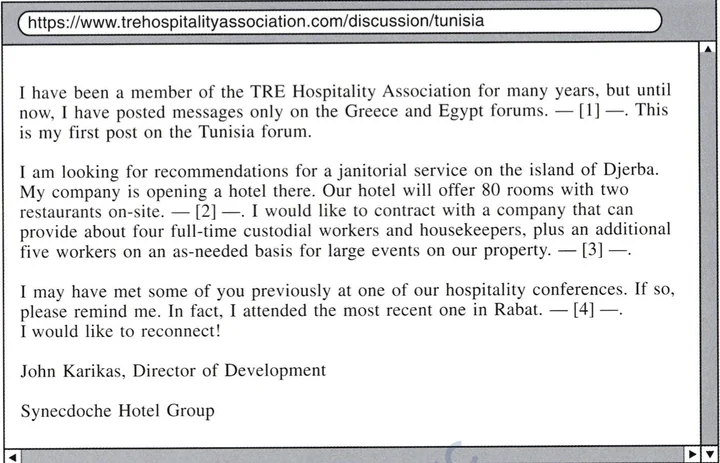 https://www.trehospitalityassociation.com/discussion/tunisia
I have been a member of the TRE Hospitality Association for many years, but until
now, I have posted messages only on the Greece and Egypt forums. — [1] —. This
is my first post on the Tunisia forum.
I am looking for recommendations for a janitorial service on the island of Djerba.
My company is opening a hotel there. Our hotel will offer 80 rooms with two
restaurants on-site. — [2] —. I would like to contract with a company that can
provide about four full-time custodial workers and housekeepers, plus an additional
five workers on an as-needed basis for large events on our property. — [3] —.
I may have met some of you previously at one of our hospitality conferences. If so,
please remind me. In fact, I attended the most recent one in Rabat. — [4] —.
I would like to reconnect!
John Karikas, Director of Development
Synecdoche Hotel Group